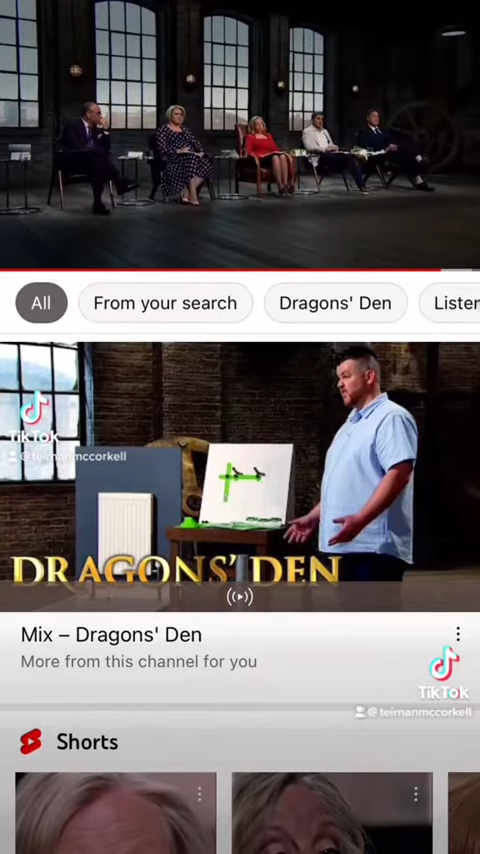 All
From your search
Dragons' Den
Listen
TikTok
@teirnanmccorkell
DRAGONS' DEN
Mix – Dragons' Den
More from this channel for you
TikTok
@teirnanmccorkell
Shorts